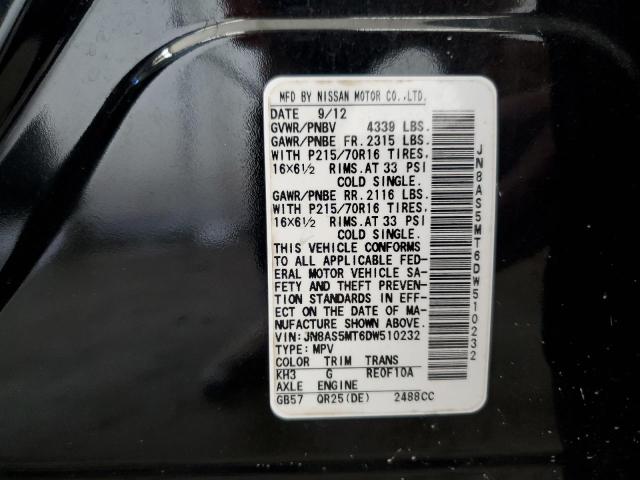 MFD BY NISSAN MOTOR CO.,LTD.
DATE 9/12
GVWR/PNBV 4339 LBS.
GAWR/PNBE FR. 2315 LBS.
WITH P215/70R16 TIRES,
16X6½ RIMS. AT 33 PSI
COLD SINGLE.
GAWR/PNBE RR. 2116 LBS.
WITH P215/70R16 TIRES,
16X6½ RIMS. AT 33 PSI
COLD SINGLE.
THIS VEHICLE CONFORMS
TO ALL APPLICABLE FED-
ERAL MOTOR VEHICLE SA-
FETY AND THEFT PREVEN-
TION STANDARDS IN EFF-
ECT ON THE DATE OF MA-
NUFACTURE SHOWN ABOVE.
VIN: JN8AS5MT6DW510232
TYPE: MPV
COLOR TRIM TRANS
KH3 G RE0F10A
AXLE ENGINE
GB57 QR25(DE) 2488CC
JN8AS5MT6DW510232